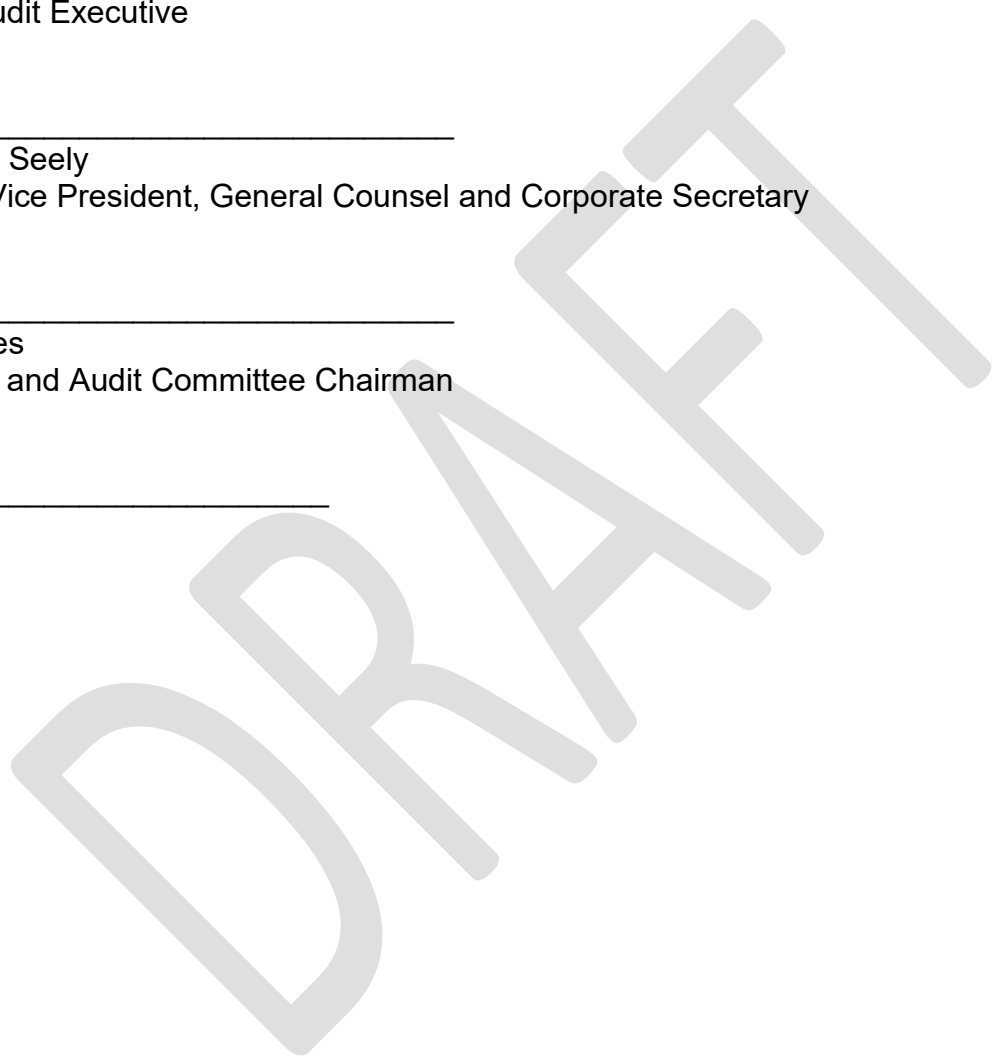 udit Executive
Seely
Vice President, General Counsel and Corporate Secretary
es
and Audit Committee Chairman
DRAFT